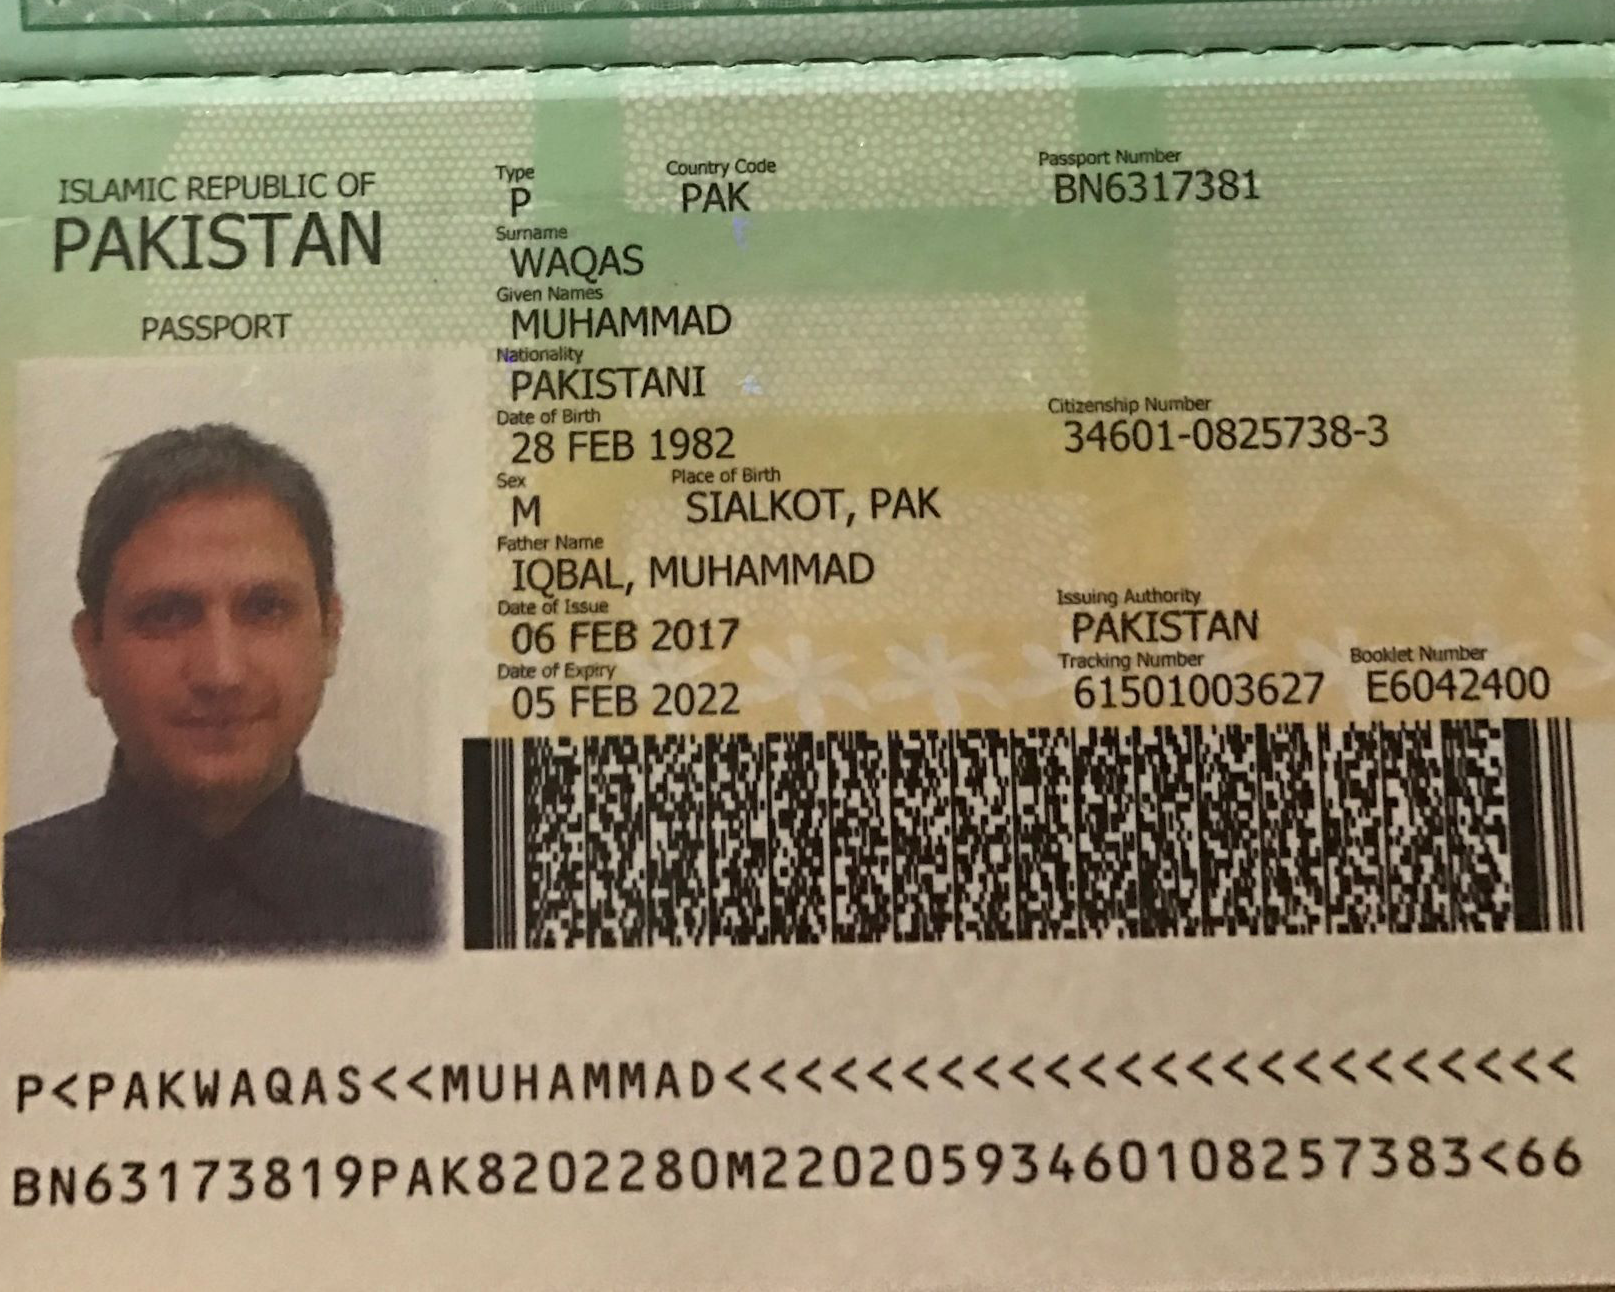 ISLAMIC REPUBLIC OF
PAKISTAN
PASSPORT
Type Country Code Passport Number
P PAK BN6317381
Surname
WAQAS
Given Names
MUHAMMAD
Nationality
PAKISTANI
Date of Birth Citizenship Number
28 FEB 1982 34601-0825738-3
Sex Place of Birth
M SIALKOT, PAK
Father Name
IQBAL, MUHAMMAD
Date of Issue Issuing Authority
06 FEB 2017 PAKISTAN
Date of Expiry Tracking Number Booklet Number
05 FEB 2022 61501003627 E6042400
P<PAKWAQAS<<MUHAMMAD<<<<<<<<<<<<<<<<<<<<<<<<
BN63173819PAK8202280M22020593460108257383<66